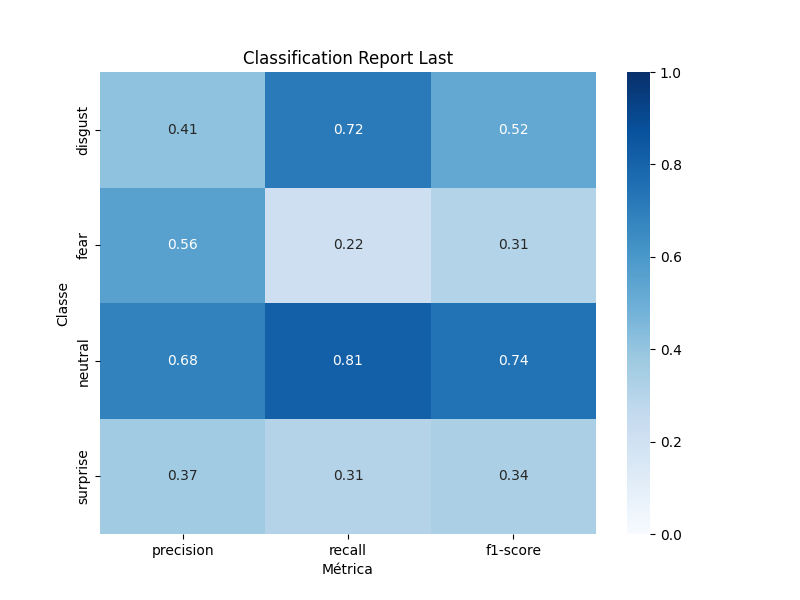 Classification Report Last
Classe
disgust 0.41 0.72 0.52
fear 0.56 0.22 0.31
neutral 0.68 0.81 0.74
surprise 0.37 0.31 0.34
precision recall f1-score
Métrica
1.0
0.8
0.6
0.4
0.2
0.0